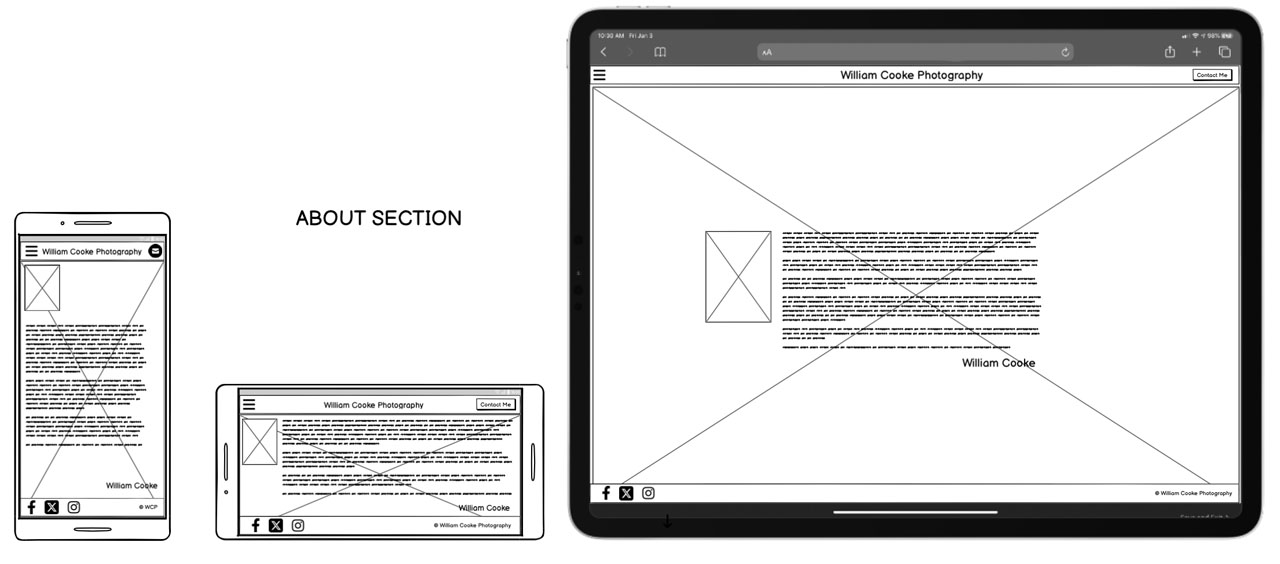 10:30 AM Fri Jan 3
98%
AA
William Cooke Photography
Contact Me
ABOUT SECTION
William Cooke Photography
William Cooke
© WCP
William Cooke Photography
Contact Me
William Cooke
© William Cooke Photography
William Cooke
© William Cooke Photography